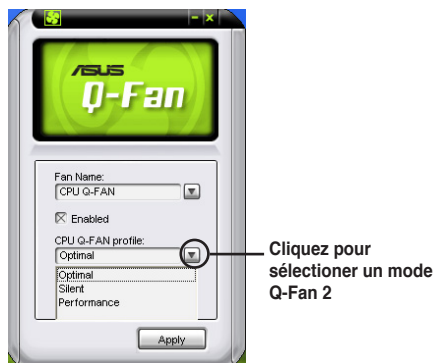 ASUS
Q-Fan
Fan Name:
CPU Q-FAN
Enabled
CPU Q-FAN profile:
Optimal
Optimal
Silent
Performance
Apply
Cliquez pour
sélectioner un mode
Q-Fan 2